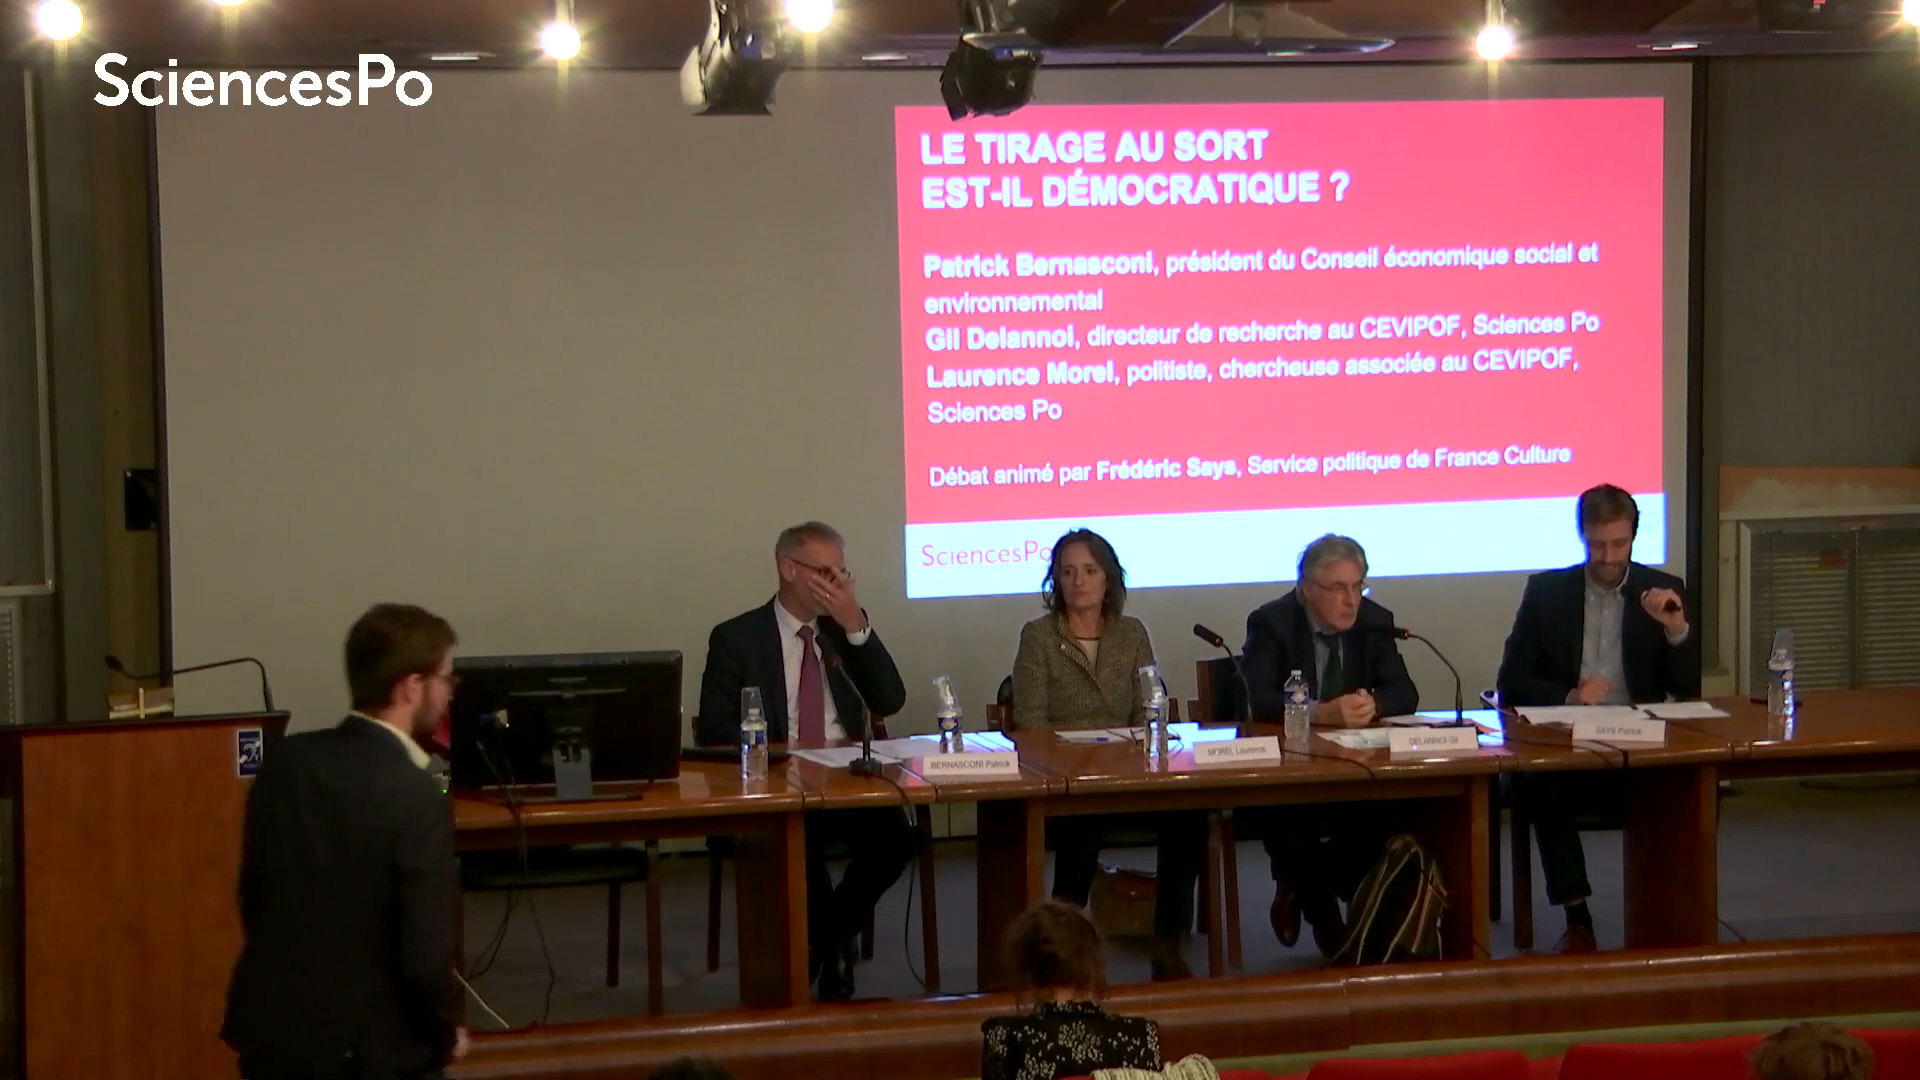 SciencesPo
LE TIRAGE AU SORT
EST-IL DÉMOCRATIQUE ?
Patrick Bernasconi, président du Conseil économique social et
environnemental
Gil Delannoi, directeur de recherche au CEVIPOF, Sciences Po
Laurence Morel, politiste, chercheuse associée au CEVIPOF,
Sciences Po
Débat animé par Frédéric Says, Service politique de France Culture
SciencesPo
BERNASCONI Patrick
MOREL Laurence
DELANNOI Gil
SAYS Patrick